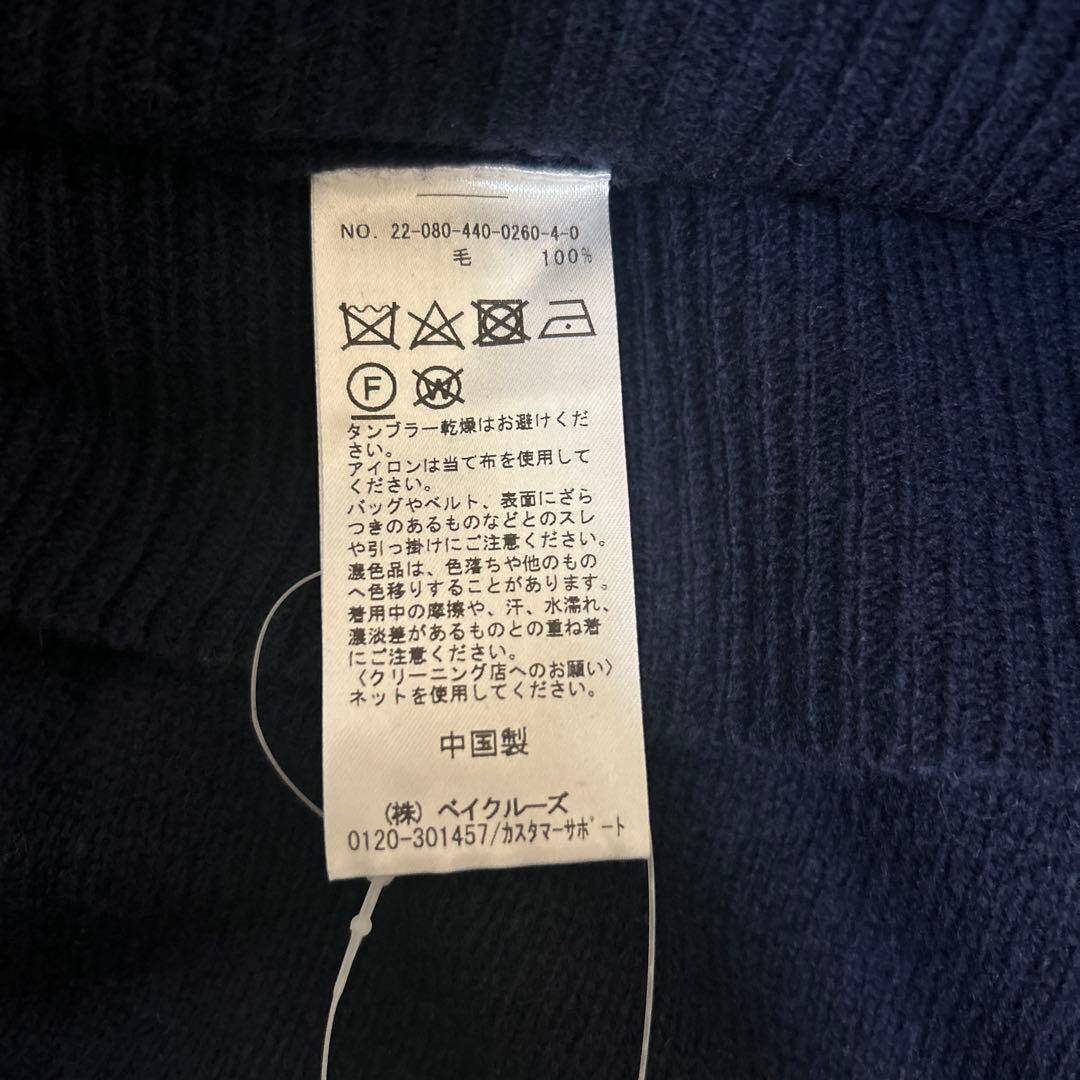 NO. 22-080-440-0260-4-0
毛 100%
F
W
タンブラー乾燥はお避けくだ
さい。
アイロンは当て布を使用して
ください。
バッグやベルト、表面にざら
つきのあるものなどとのスレ
や引っ掛けにご注意ください。
濃色品は、色落ちや他のもの
へ色移りすることがあります。
着用中の摩擦や、汗、水濡れ、
濃淡差があるものとの重ね着
にご注意ください。
〈クリーニング店へのお願い〉
ネットを使用してください。
中国製
(株) ベイクルーズ
0120-301457/カスタマーサポート